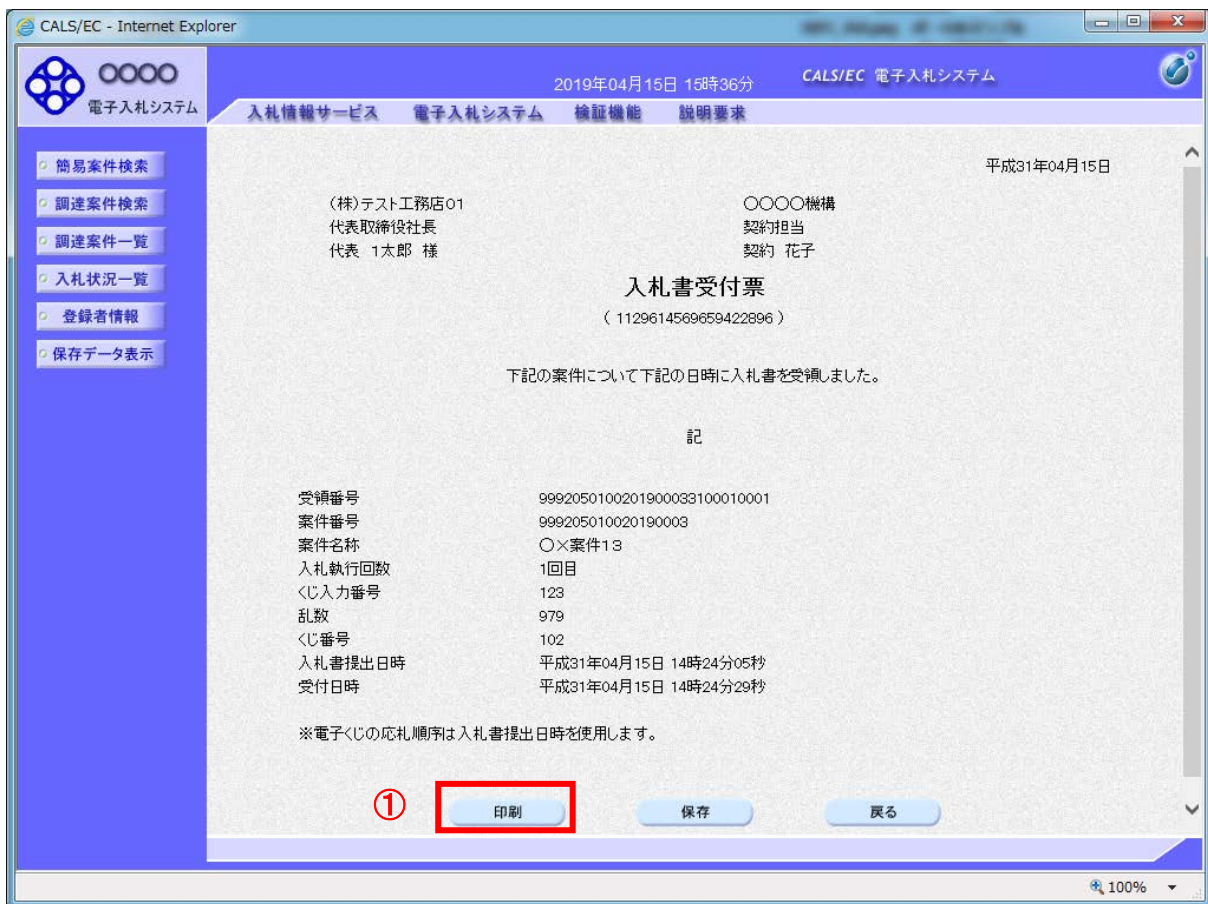 CALS/EC - Internet Explorer
〇〇〇〇
電子入札システム
2019年04月15日 15時36分
CALS/EC 電子入札システム
入札情報サービス 電子入札システム 検証機能 説明要求
簡易案件検索
調達案件検索
調達案件一覧
入札状況一覧
登録者情報
保存データ表示
平成31年04月15日
(株)テスト工務店01 〇〇〇〇機構
代表取締役社長 契約担当
代表 1太郎 様 契約 花子
入札書受付票
( 1129614569659422896 )
下記の案件について下記の日時に入札書を受領しました。
記
受領番号 9992050100201900033100010001
案件番号 999205010020190003
案件名称 〇×案件13
入札執行回数 1回目
くじ入力番号 123
乱数 979
くじ番号 102
入札書提出日時 平成31年04月15日 14時24分05秒
受付日時 平成31年04月15日 14時24分29秒
※電子くじの応札順序は入札書提出日時を使用します。
① 印刷 保存 戻る
100%